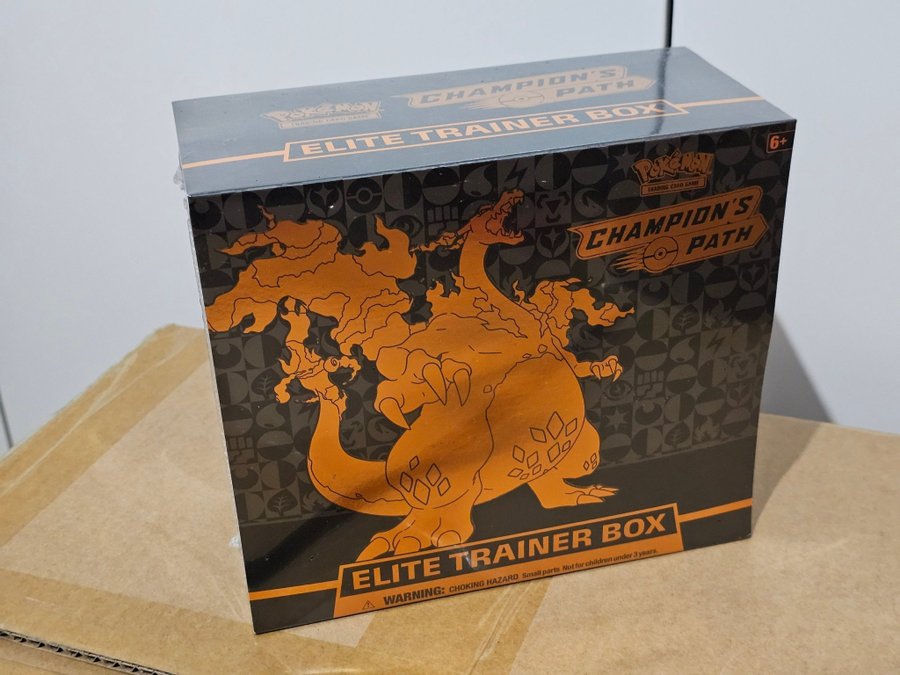 POKÉMON
TRADING CARD GAME
CHAMPION'S
PATH
ELITE TRAINER BOX
6+
POKÉMON
TRADING CARD GAME
CHAMPION'S
PATH
ELITE TRAINER BOX
WARNING: CHOKING HAZARD Small parts. Not for children under 3 years.